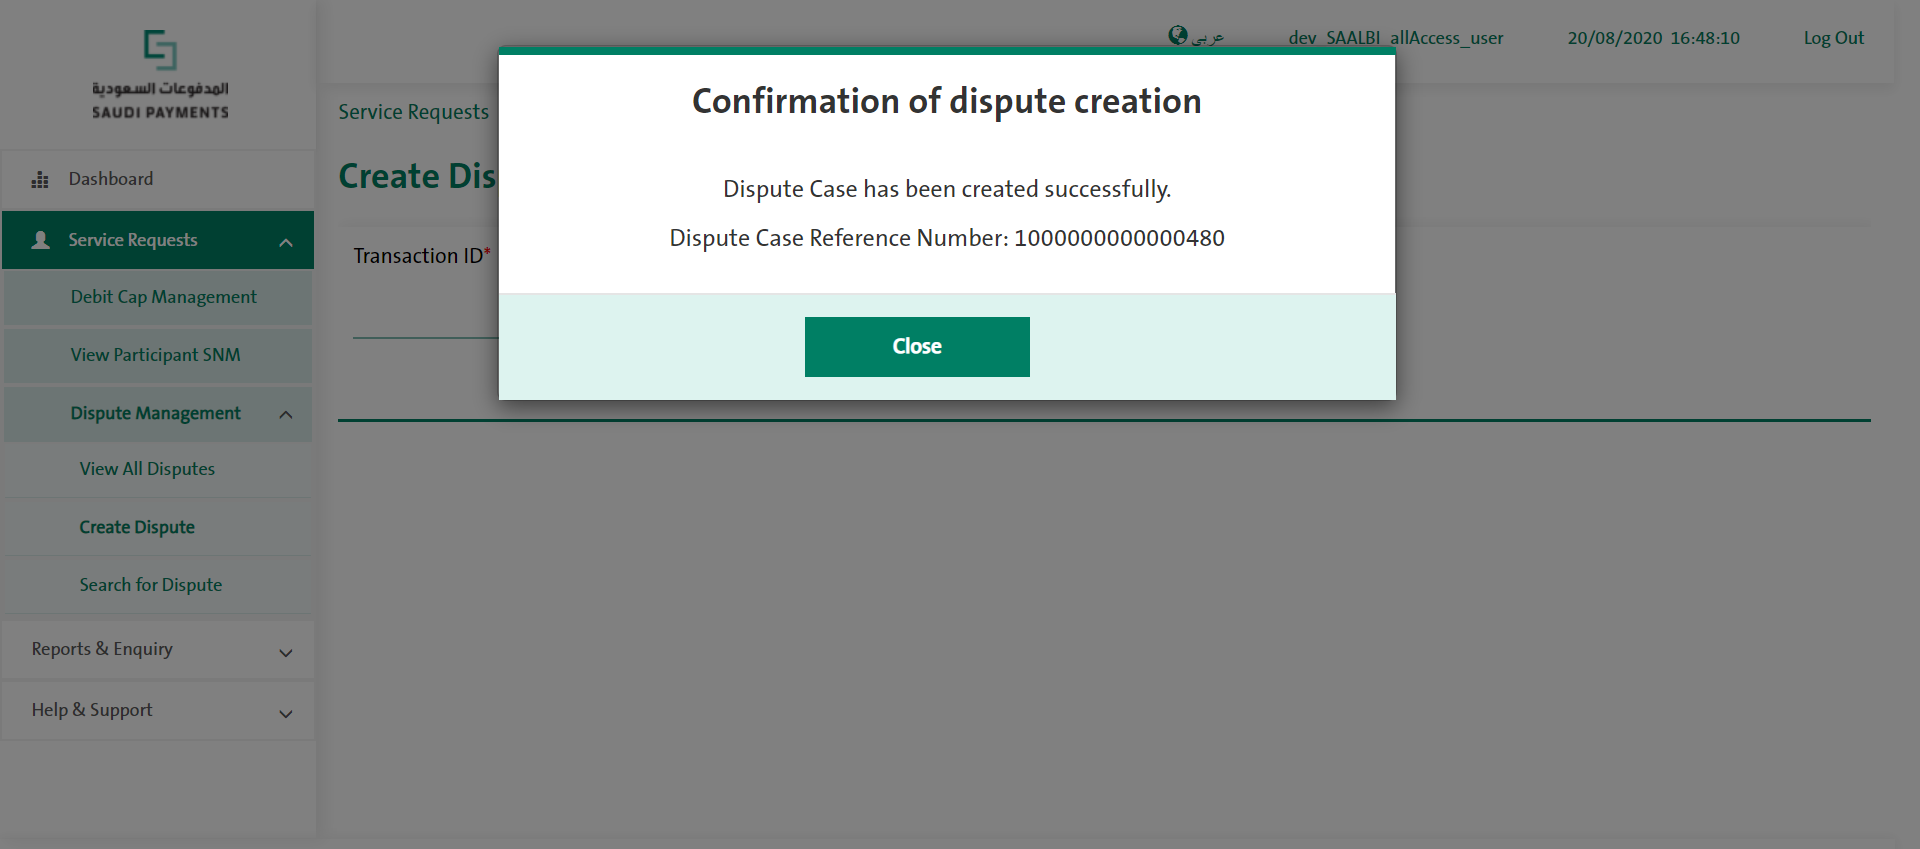 المدفوعات السعودية
SAUDI PAYMENTS
عربي
dev_SAALBI_allAccess_user
20/08/2020 16:48:10
Log Out
Dashboard
Service Requests
Debit Cap Management
View Participant SNM
Dispute Management
View All Disputes
Create Dispute
Search for Dispute
Reports & Enquiry
Help & Support
Service Requests
Create Dis
Transaction ID*
Confirmation of dispute creation
Dispute Case has been created successfully.
Dispute Case Reference Number: 1000000000000480
Close